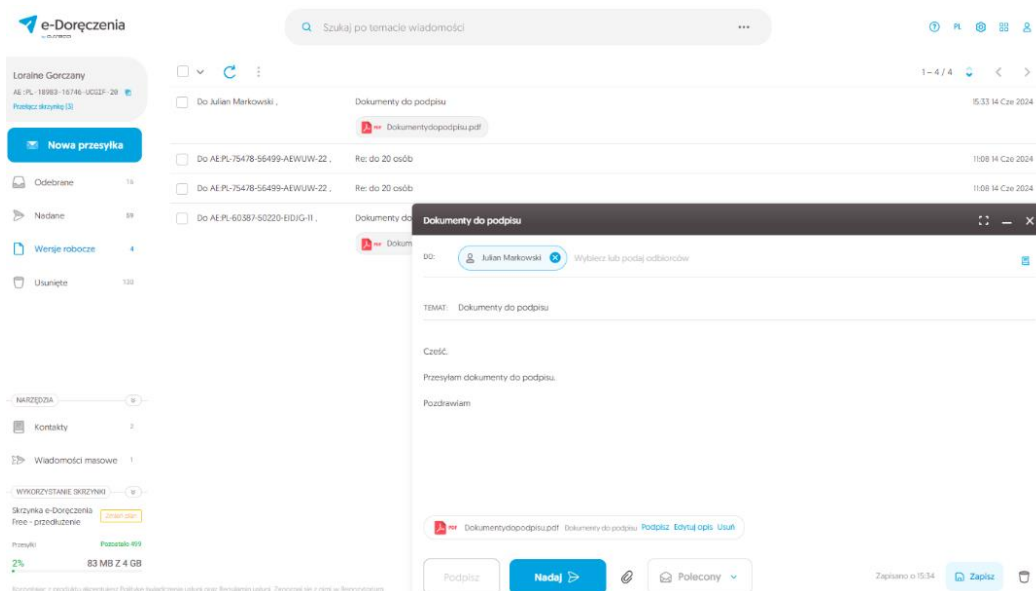 e-Doręczenia
Szukaj po temacie wiadomości
PL
Loraine Gorczany
AE:PL-18983-16746-UCGIF-20
Przełącz skrzynkę (3)
1-4 / 4
Nowa przesyłka
Do Julian Markowski , Dokumenty do podpisu 15:33 14 Cze 2024
PDF Dokumentydopodpisu.pdf
Do AE:PL-75478-56499-AEWUW-22 , Re: do 20 osób 11:08 14 Cze 2024
Do AE:PL-75478-56499-AEWUW-22 , Re: do 20 osób 11:08 14 Cze 2024
Do AE:PL-60387-50220-EIDJG-11 , Dokumenty do
PDF Dokum
Odebrane 16
Nadane 89
Wersje robocze 4
Usunięte 130
NARZĘDZIA
Kontakty 2
Wiadomości masowe 1
WYKORZYSTANIE SKRZYNKI
Skrzynka e-Doręczenia
Free - przedłużenie
Zmień plan
Przesyłki Pozostało 499
2% 83 MB Z 4 GB
Dokumenty do podpisu
DO: Julian Markowski Wybierz lub podaj odbiorców
TEMAT: Dokumenty do podpisu
Cześć.
Przesyłam dokumenty do podpisu.
Pozdrawiam
PDF Dokumentydopodpisu.pdf Dokumenty do podpisu Podpisz Edytuj opis Usuń
Podpisz
Nadaj
Polecony
Zapisano o 15:34
Zapisz